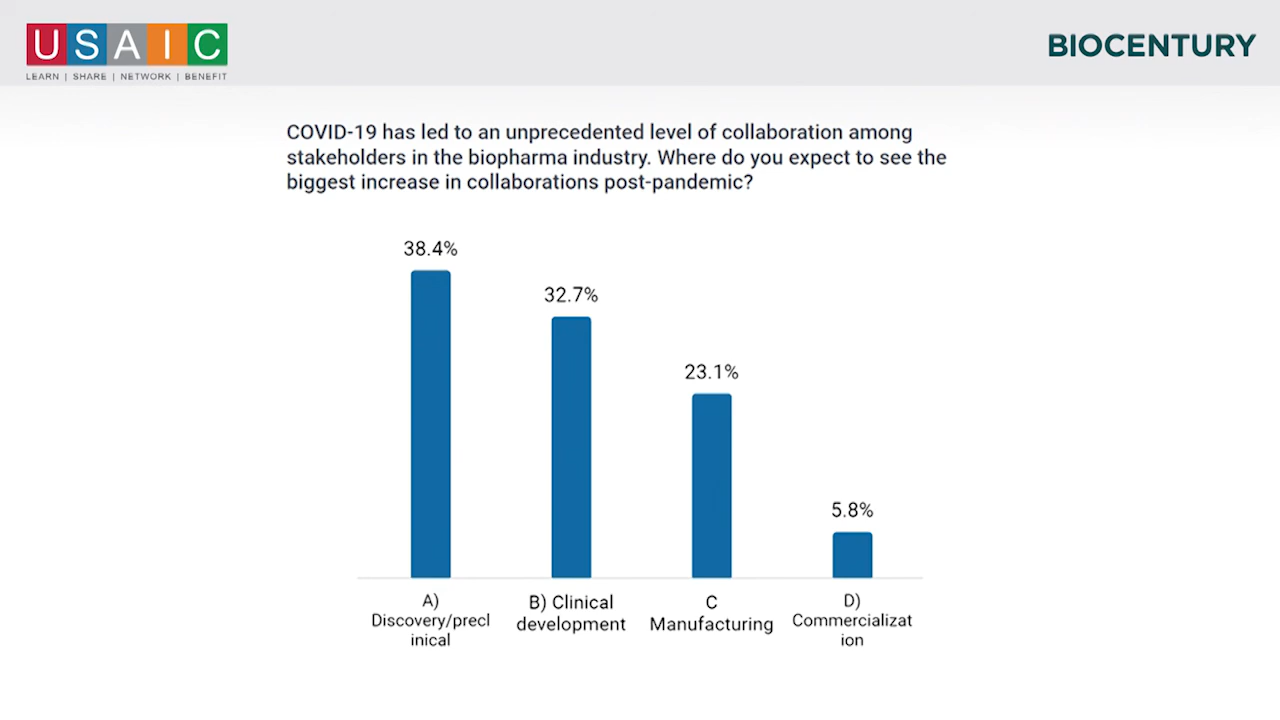 USAIC
LEARN | SHARE | NETWORK | BENEFIT
BIOCENTURY
COVID-19 has led to an unprecedented level of collaboration among
stakeholders in the biopharma industry. Where do you expect to see the
biggest increase in collaborations post-pandemic?
38.4%
32.7%
23.1%
5.8%
A)
Discovery/precl
inical
B) Clinical
development
C
Manufacturing
D)
Commercializat
ion